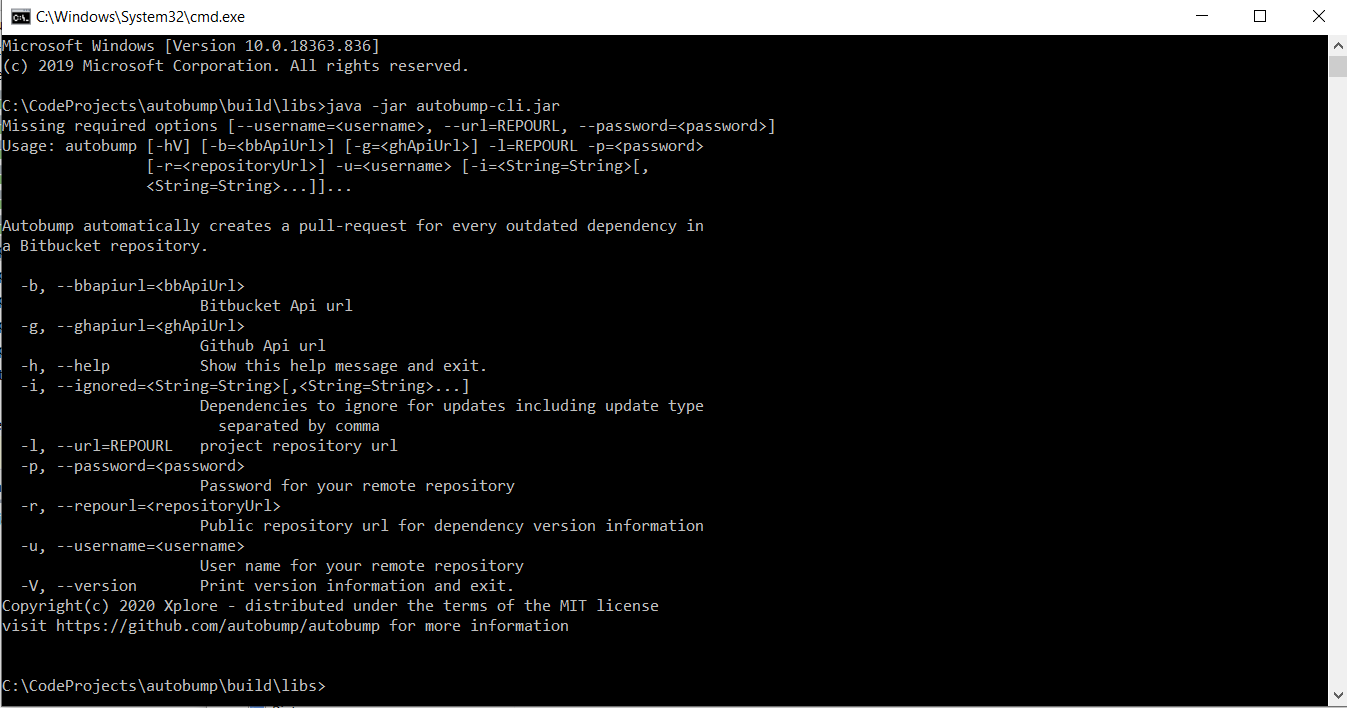 C:\Windows\System32\cmd.exe
Microsoft Windows [Version 10.0.18363.836]
(c) 2019 Microsoft Corporation. All rights reserved.
C:\CodeProjects\autobump\build\libs>java -jar autobump-cli.jar
Missing required options [--username=<username>, --url=REPOURL, --password=<password>]
Usage: autobump [-hV] [-b=<bbApiUrl>] [-g=<ghApiUrl>] -l=REPOURL -p=<password>
[-r=<repositoryUrl>] -u=<username> [-i=<String=String>[,
<String=String>...]]...
Autobump automatically creates a pull-request for every outdated dependency in
a Bitbucket repository.
-b, --bbapiurl=<bbApiUrl>
Bitbucket Api url
-g, --ghapiurl=<ghApiUrl>
Github Api url
-h, --help Show this help message and exit.
-i, --ignored=<String=String>[,<String=String>...]
Dependencies to ignore for updates including update type
separated by comma
-l, --url=REPOURL project repository url
-p, --password=<password>
Password for your remote repository
-r, --repourl=<repositoryUrl>
Public repository url for dependency version information
-u, --username=<username>
User name for your remote repository
-V, --version Print version information and exit.
Copyright(c) 2020 Xplore - distributed under the terms of the MIT license
visit https://github.com/autobump/autobump for more information
C:\CodeProjects\autobump\build\libs>